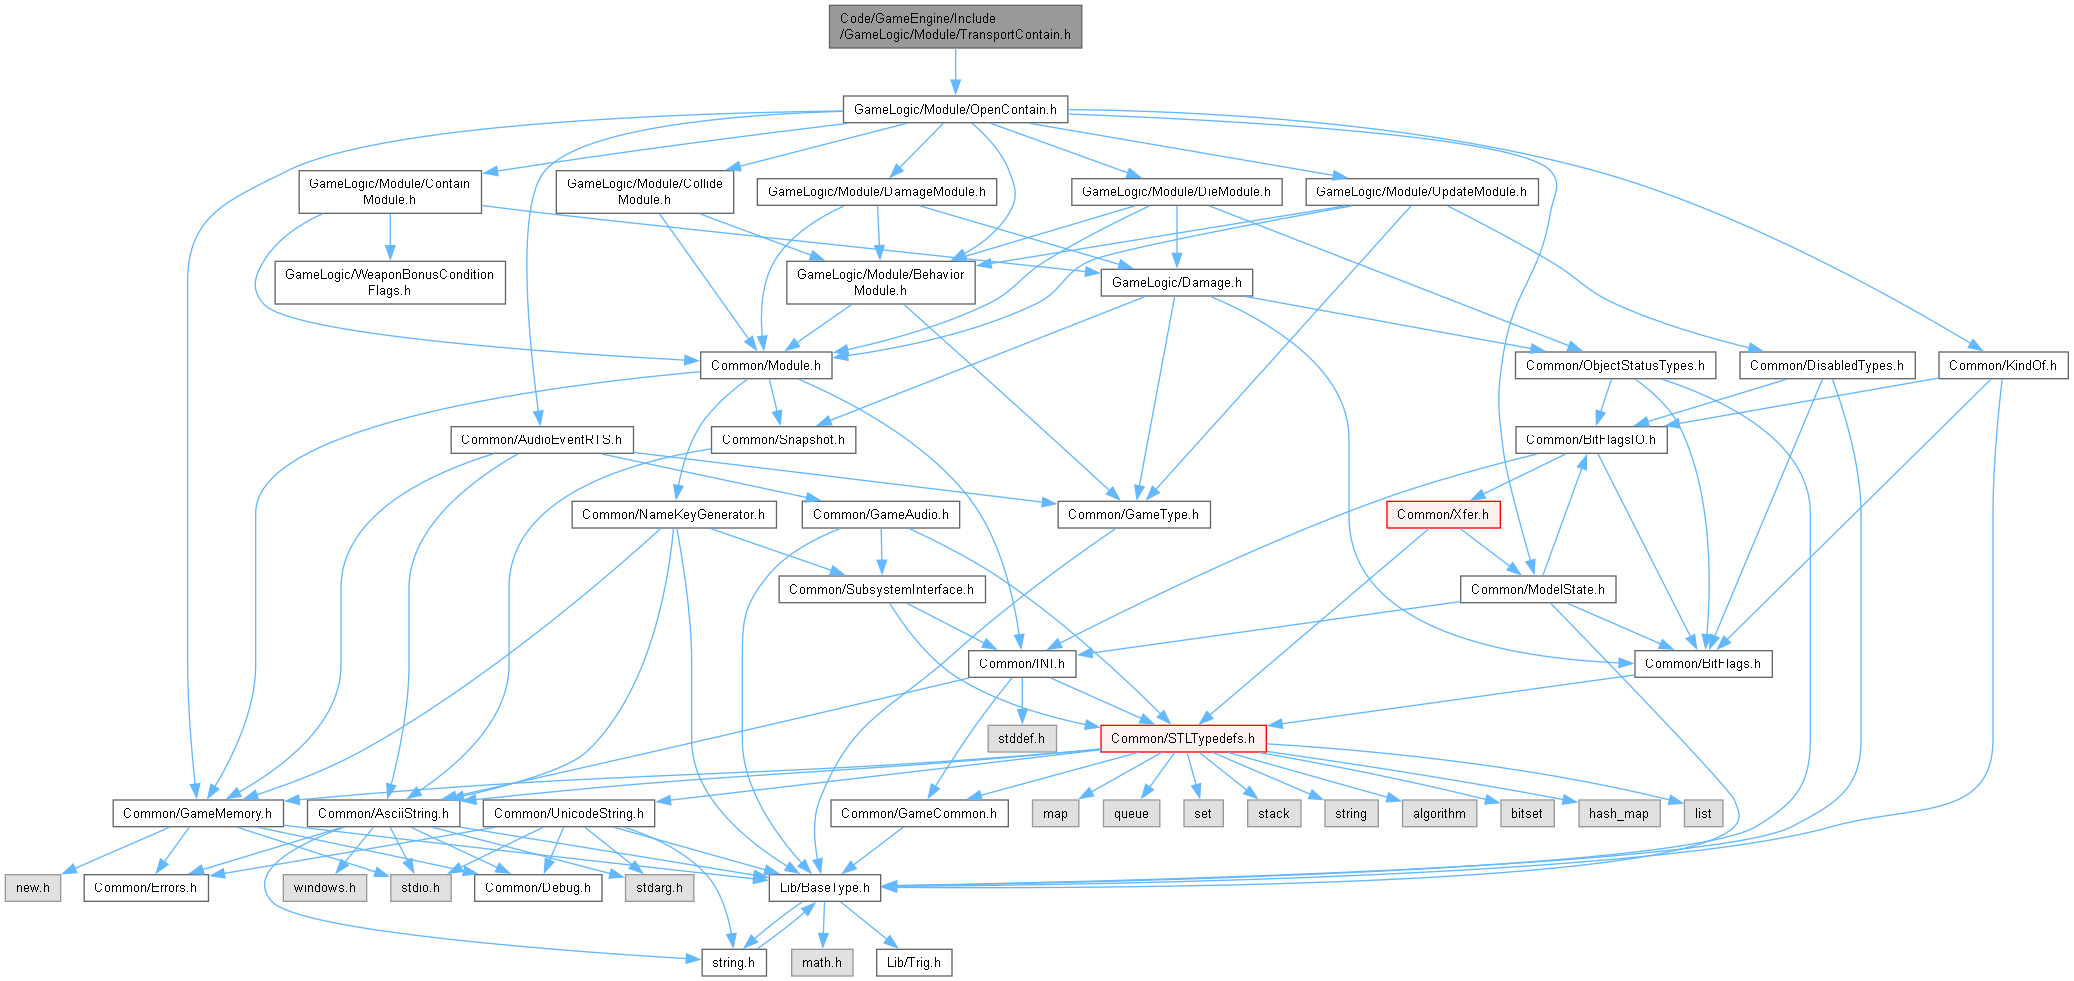 Code/GameEngine/Include
/GameLogic/Module/TransportContain.h
GameLogic/Module/OpenContain.h
GameLogic/Module/Contain
Module.h
GameLogic/Module/Collide
Module.h
GameLogic/Module/DamageModule.h
GameLogic/Module/DieModule.h
GameLogic/Module/UpdateModule.h
GameLogic/WeaponBonusCondition
Flags.h
GameLogic/Module/Behavior
Module.h
GameLogic/Damage.h
Common/Module.h
Common/ObjectStatusTypes.h
Common/DisabledTypes.h
Common/KindOf.h
Common/AudioEventRTS.h
Common/Snapshot.h
Common/BitFlagsIO.h
Common/NameKeyGenerator.h
Common/GameAudio.h
Common/GameType.h
Common/Xfer.h
Common/SubsystemInterface.h
Common/ModelState.h
Common/INI.h
Common/BitFlags.h
stddef.h
Common/STLTypedefs.h
Common/GameMemory.h
Common/AsciiString.h
Common/UnicodeString.h
Common/GameCommon.h
map
queue
set
stack
string
algorithm
bitset
hash_map
list
new.h
Common/Errors.h
windows.h
stdio.h
Common/Debug.h
stdarg.h
Lib/BaseType.h
string.h
math.h
Lib/Trig.h